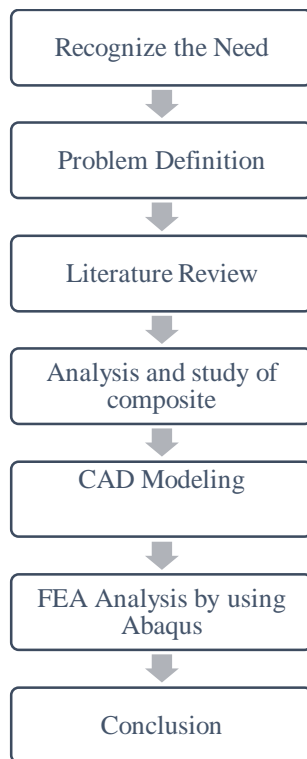 Recognize the Need
Problem Definition
Literature Review
Analysis and study of
composite
CAD Modeling
FEA Analysis by using
Abaqus
Conclusion